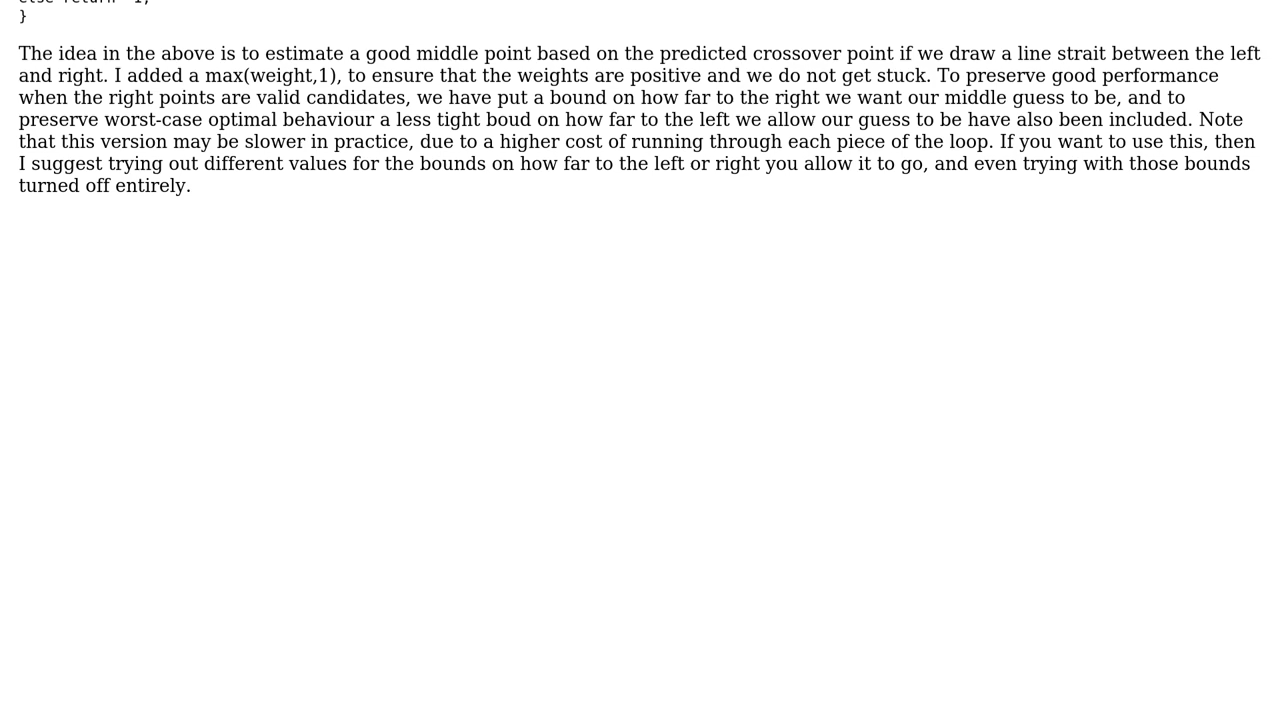 }
The idea in the above is to estimate a good middle point based on the predicted crossover point if we draw a line strait between the left
and right. I added a max(weight,1), to ensure that the weights are positive and we do not get stuck. To preserve good performance
when the right points are valid candidates, we have put a bound on how far to the right we want our middle guess to be, and to
preserve worst-case optimal behaviour a less tight boud on how far to the left we allow our guess to be have also been included. Note
that this version may be slower in practice, due to a higher cost of running through each piece of the loop. If you want to use this, then
I suggest trying out different values for the bounds on how far to the left or right you allow it to go, and even trying with those bounds
turned off entirely.